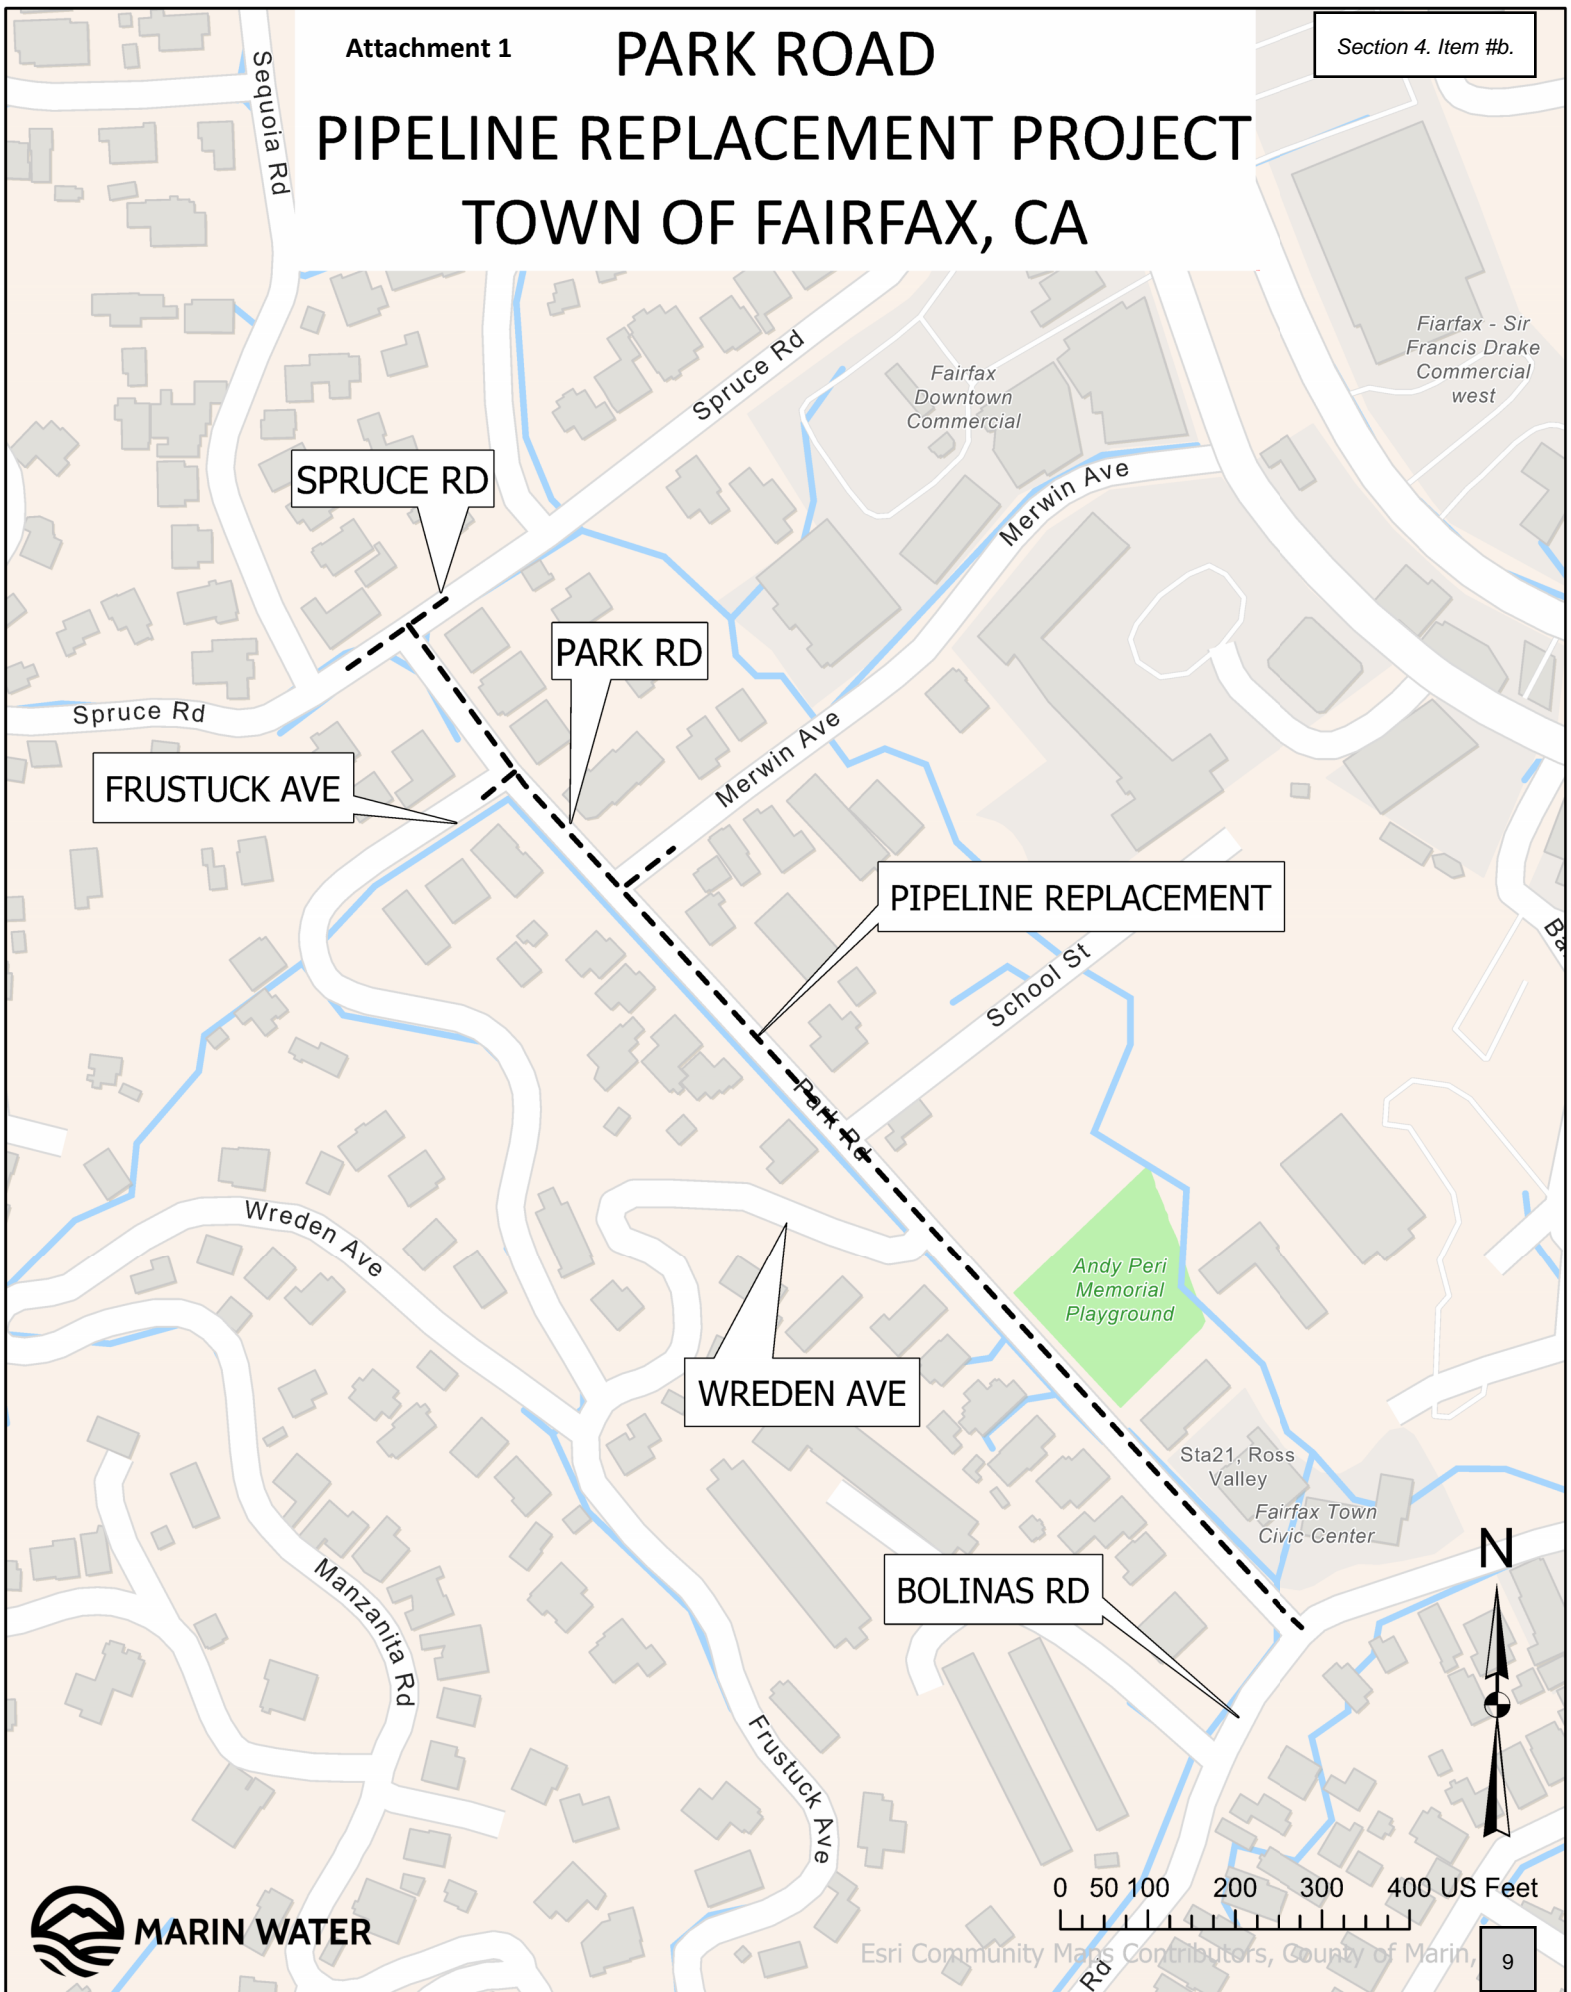 Attachment 1
PARK ROAD
Section 4. Item #b.
PIPELINE REPLACEMENT PROJECT
TOWN OF FAIRFAX, CA
Sequoia Rd
Fiarfax - Sir
Francis Drake
Commercial
west
Spruce Rd
Fairfax
Downtown
Commercial
SPRUCE RD
Merwin Ave
PARK RD
Spruce Rd
Merwin Ave
FRUSTUCK AVE
PIPELINE REPLACEMENT
School St
Park Rd
Wreden Ave
Andy Peri
Memorial
Playground
WREDEN AVE
Sta21, Ross
Valley
Fairfax Town
Civic Center
N
BOLINAS RD
Manzanita Rd
Frustuck Ave
0 50 100 200 300 400 US Feet
MARIN WATER
Esri Community Maps Contributors, County of Marin,
9
Rd